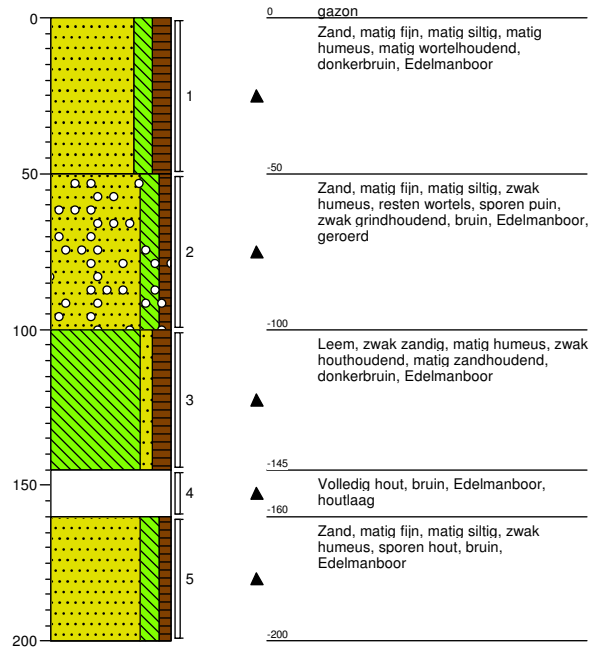 0
0
gazon
Zand, matig fijn, matig siltig, matig
humeus, matig wortelhoudend,
donkerbruin, Edelmanboor
1
50
-50
Zand, matig fijn, matig siltig, zwak
humeus, resten wortels, sporen puin,
zwak grindhoudend, bruin, Edelmanboor,
geroerd
2
100
-100
Leem, zwak zandig, matig humeus, zwak
houthoudend, matig zandhoudend,
donkerbruin, Edelmanboor
3
-145
150
4
Volledig hout, bruin, Edelmanboor,
houtlaag
-160
Zand, matig fijn, matig siltig, zwak
humeus, sporen hout, bruin,
Edelmanboor
5
200
-200